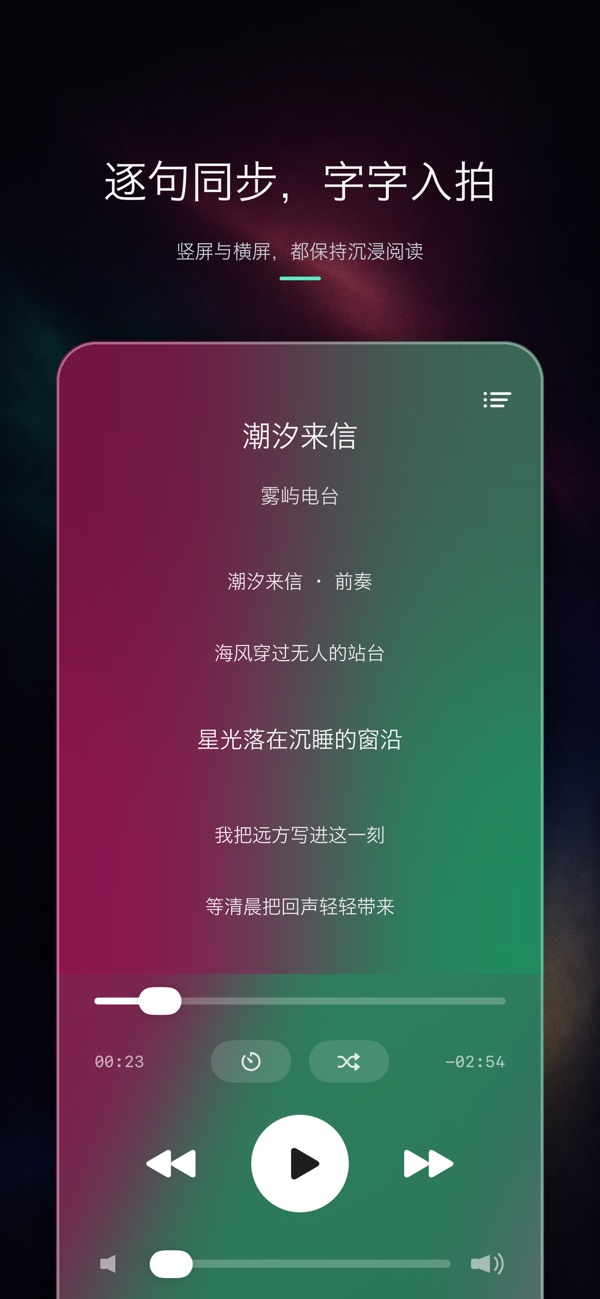 逐句同步，字字入拍
竖屏与横屏，都保持沉浸阅读
潮汐来信
雾屿电台
潮汐来信 · 前奏
海风穿过无人的站台
星光落在沉睡的窗沿
我把远方写进这一刻
等清晨把回声轻轻带来
00:23
-02:54